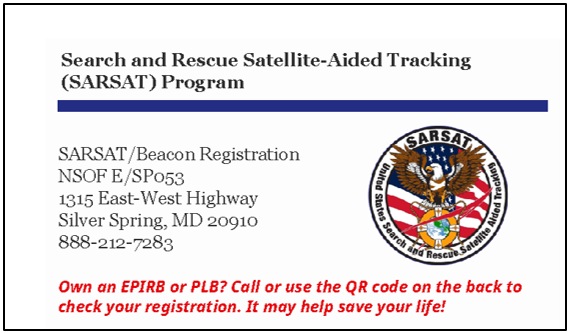 Search and Rescue Satellite-Aided Tracking
(SARSAT) Program
SARSAT/Beacon Registration
NSOF E/SP053
1315 East-West Highway
Silver Spring, MD 20910
888-212-7283
SARSAT
United States Search and Rescue Satellite Aided Tracking
Own an EPIRB or PLB? Call or use the QR code on the back to
check your registration. It may help save your life!